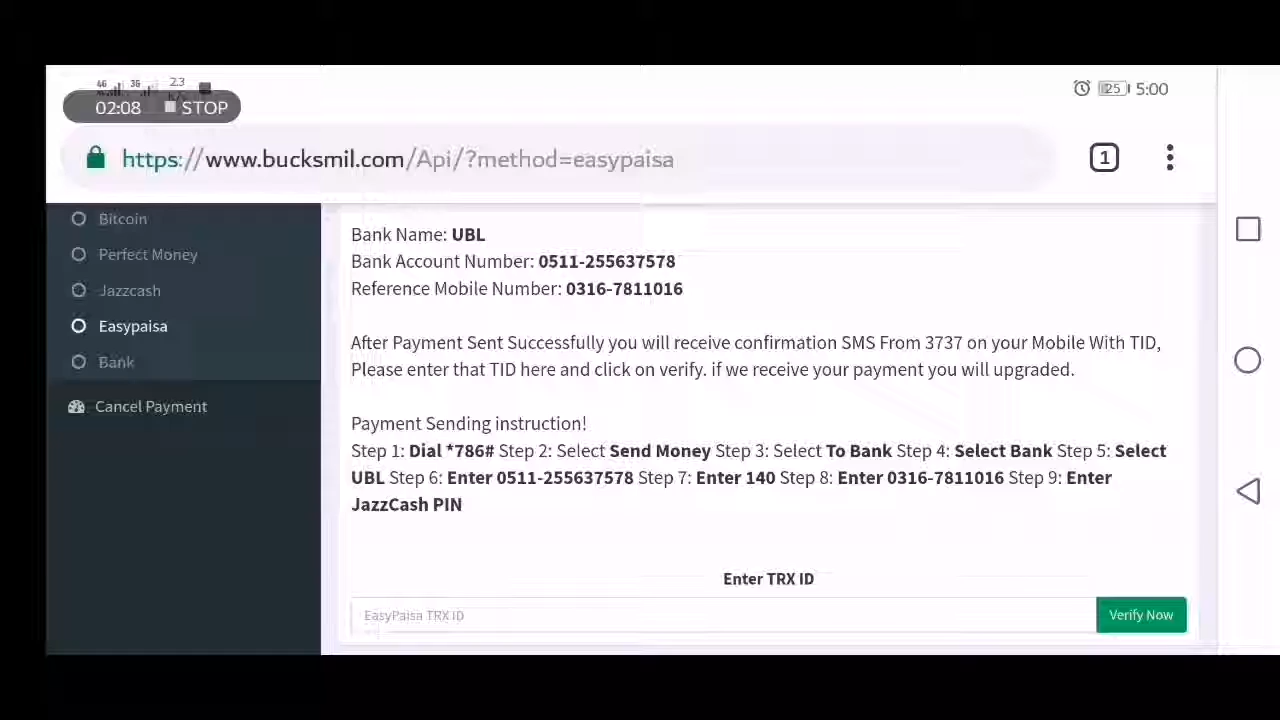 4G 3G 23
02:08 STOP
25 5:00
https://www.bucksmil.com/Api/?method=easypaisa
1
Bitcoin
Perfect Money
Jazzcash
Easypaisa
Bank
Cancel Payment
Bank Name: UBL
Bank Account Number: 0511-255637578
Reference Mobile Number: 0316-7811016
After Payment Sent Successfully you will receive confirmation SMS From 3737 on your Mobile With TID,
Please enter that TID here and click on verify. if we receive your payment you will upgraded.
Payment Sending instruction!
Step 1: Dial *786# Step 2: Select Send Money Step 3: Select To Bank Step 4: Select Bank Step 5: Select
UBL Step 6: Enter 0511-255637578 Step 7: Enter 140 Step 8: Enter 0316-7811016 Step 9: Enter
JazzCash PIN
Enter TRX ID
EasyPaisa TRX ID
Verify Now